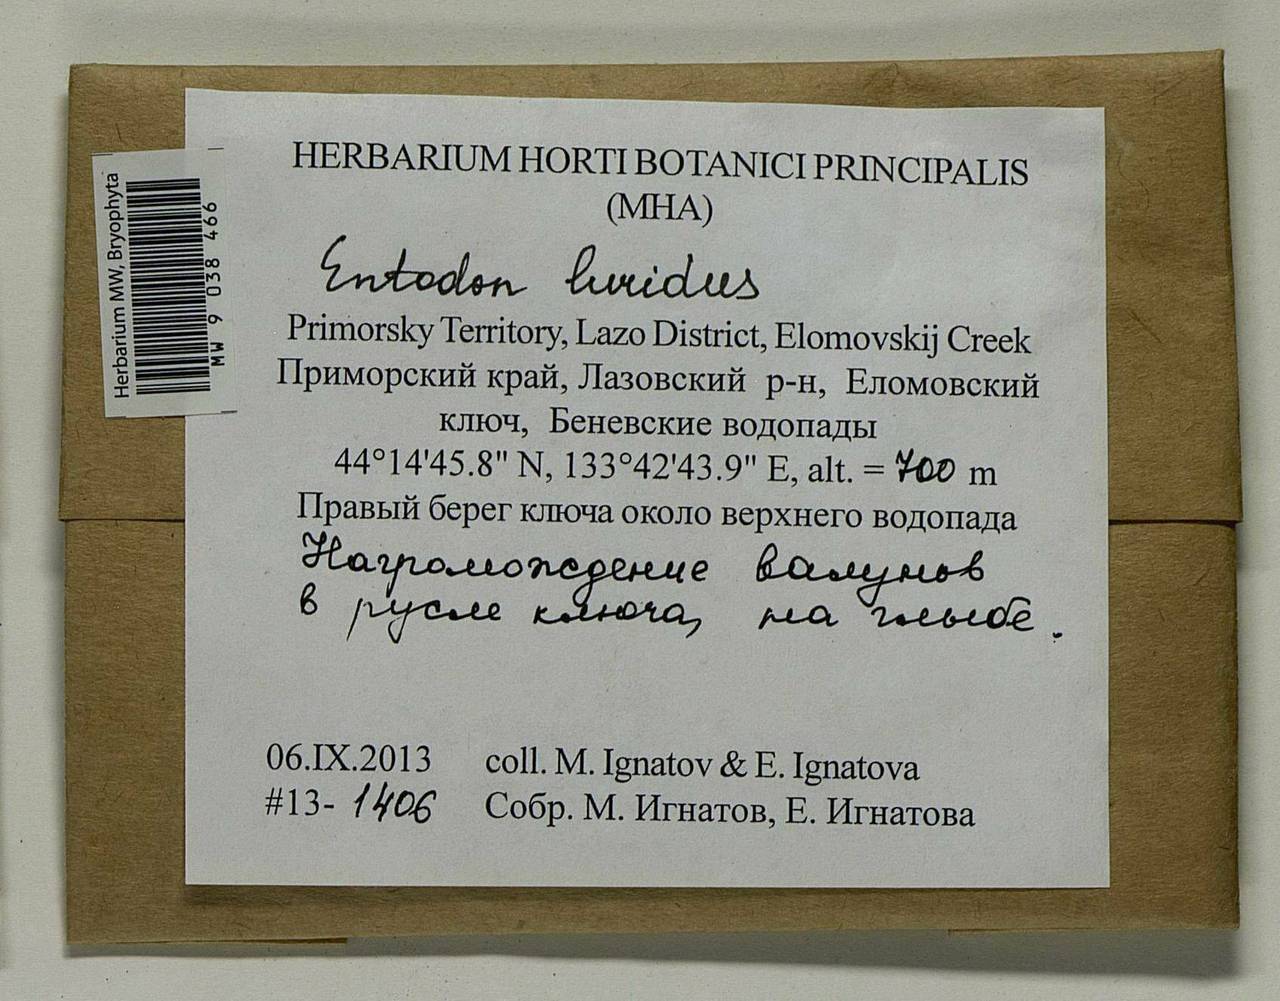 HERBARIUM HORTI BOTANICI PRINCIPALIS
(MHA)
Entodon luridus
Primorsky Territory, Lazo District, Elomovskij Creek
Приморский край, Лазовский р-н, Еломовский
ключ, Беневские водопады
44°14'45.8" N, 133°42'43.9" E, alt. = 700 m
Правый берег ключа около верхнего водопада
Нагромождение валунов
в русле ключа, на глыбе.
06.IX.2013 coll. M. Ignatov & E. Ignatova
#13- 1406 Собр. М. Игнатов, Е. Игнатова
Herbarium MW, Bryophyta
MW 9 038 466